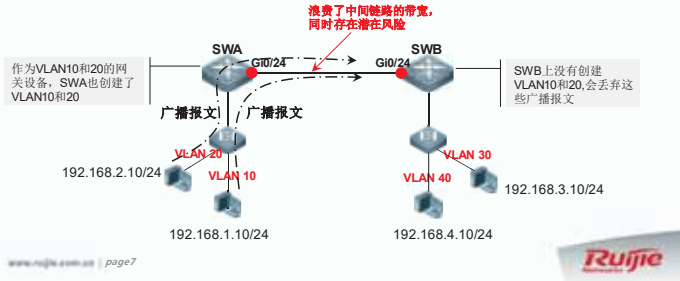 浪费了中间链路的带宽，
同时存在潜在风险
SWA
SWB
Gi0/24
Gi0/24
作为VLAN10和20的网
关设备，SWA也创建了
VLAN10和20
SWB上没有创建
VLAN10和20,会丢弃这
些广播报文
广播报文
广播报文
VLAN 20
VLAN 10
VLAN 30
VLAN 40
192.168.2.10/24
192.168.3.10/24
192.168.1.10/24
192.168.4.10/24
www.ruijie.com.cn | page7
Ruijie
Networks